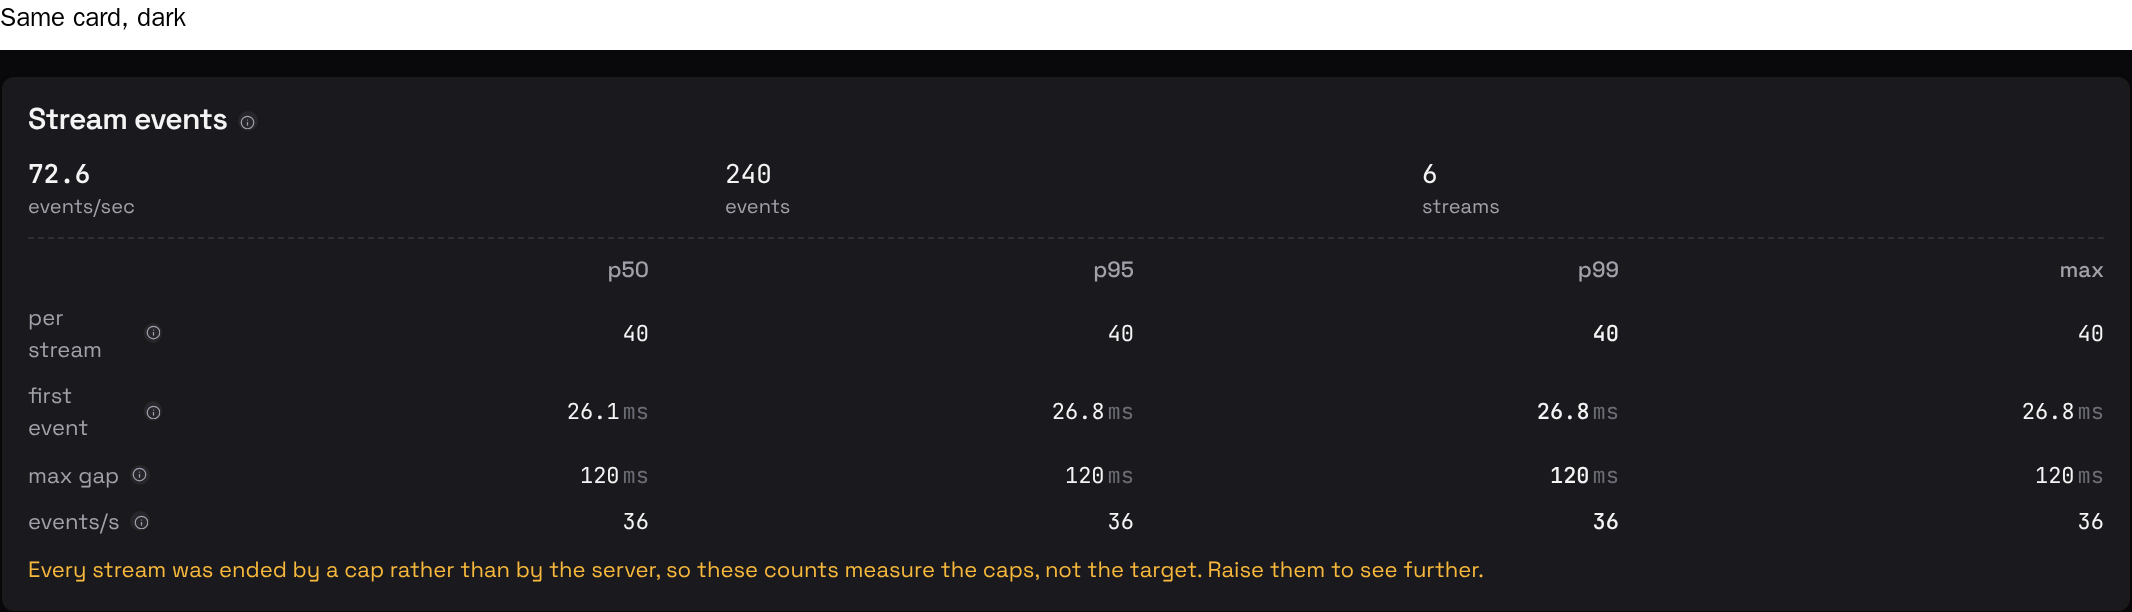 Same card, dark
Stream events
72.6 240 6
events/sec events streams
p50 p95 p99 max
per
stream 40 40 40 40
first
event 26.1ms 26.8ms 26.8ms 26.8ms
max gap 120ms 120ms 120ms 120ms
events/s 36 36 36 36
Every stream was ended by a cap rather than by the server, so these counts measure the caps, not the target. Raise them to see further.